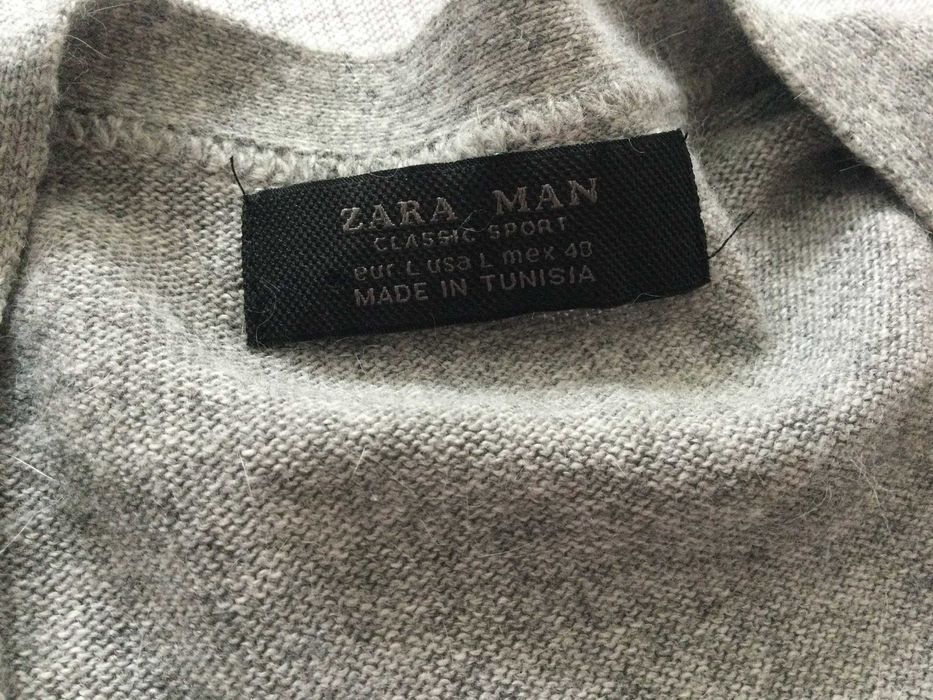 ZARA MAN
CLASSIC SPORT
eur L usa L mex 40
MADE IN TUNISIA